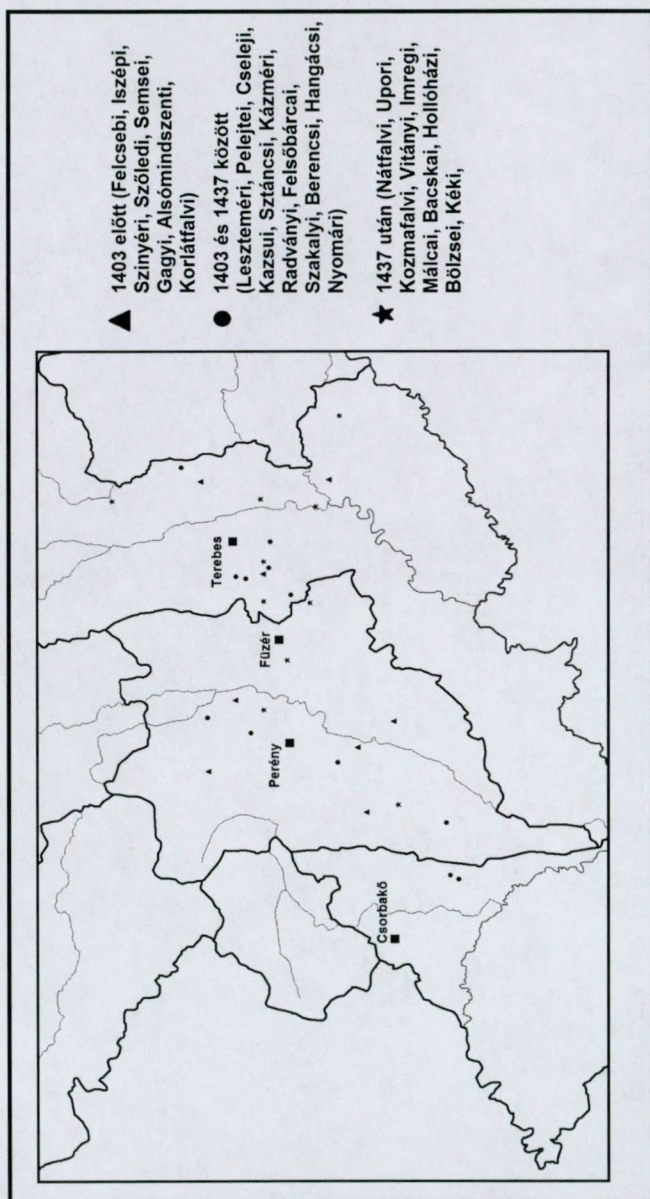 Terebes
Füzér
Perény
Csorbakő
1403 előtt (Felcsebi, Iszépi,
Szinyéri, Szőledi, Semsei,
Gagyi, Alsómindszenti,
Korlátfalvi)
1403 és 1437 között
(Leszteméri, Pelejtei, Cseleji,
Kazsui, Sztáncsi, Kázméri,
Radványi, Felsőbárcai,
Szakalyi, Berencsi, Hangácsi,
Nyomári)
1437 után (Nátfalvi, Upori,
Kozmafalvi, Vitányi, Imregi,
Málcai, Bacskai, Hollóházi,
Bölzsei, Kéki,